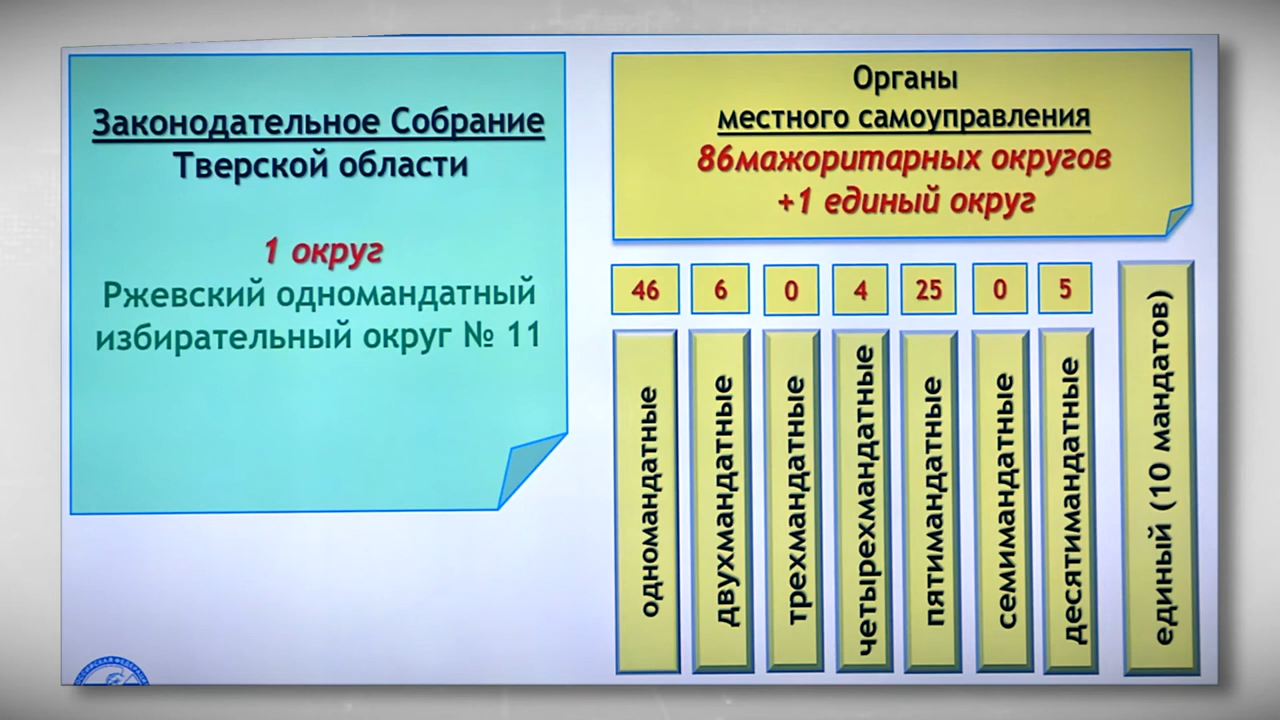 Законодательное Собрание
Тверской области
1 округ
Ржевский одномандатный
избирательный округ № 11
Органы
местного самоуправления
86мажоритарных округов
+1 единый округ
46
6
0
4
25
0
5
одномандатные
двухмандатные
трехмандатные
четырехмандатные
пятимандатные
семимандатные
десятимандатные
единый (10 мандатов)